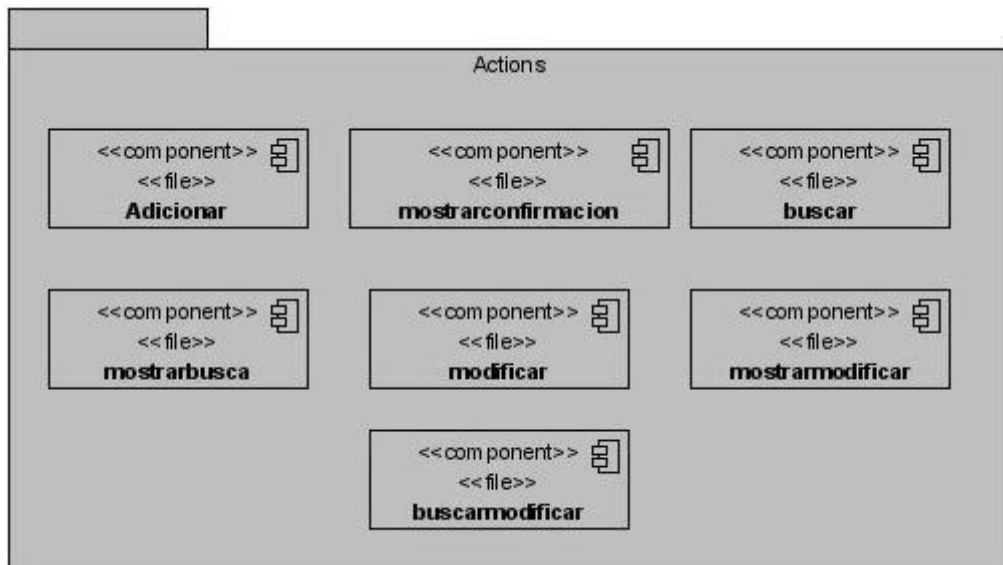 Actions
<<component>>
<<file>>
Adicionar
<<component>>
<<file>>
mostrarconfirmacion
<<component>>
<<file>>
buscar
<<component>>
<<file>>
mostrarbusca
<<component>>
<<file>>
modificar
<<component>>
<<file>>
mostrarmodificar
<<component>>
<<file>>
buscarmodificar